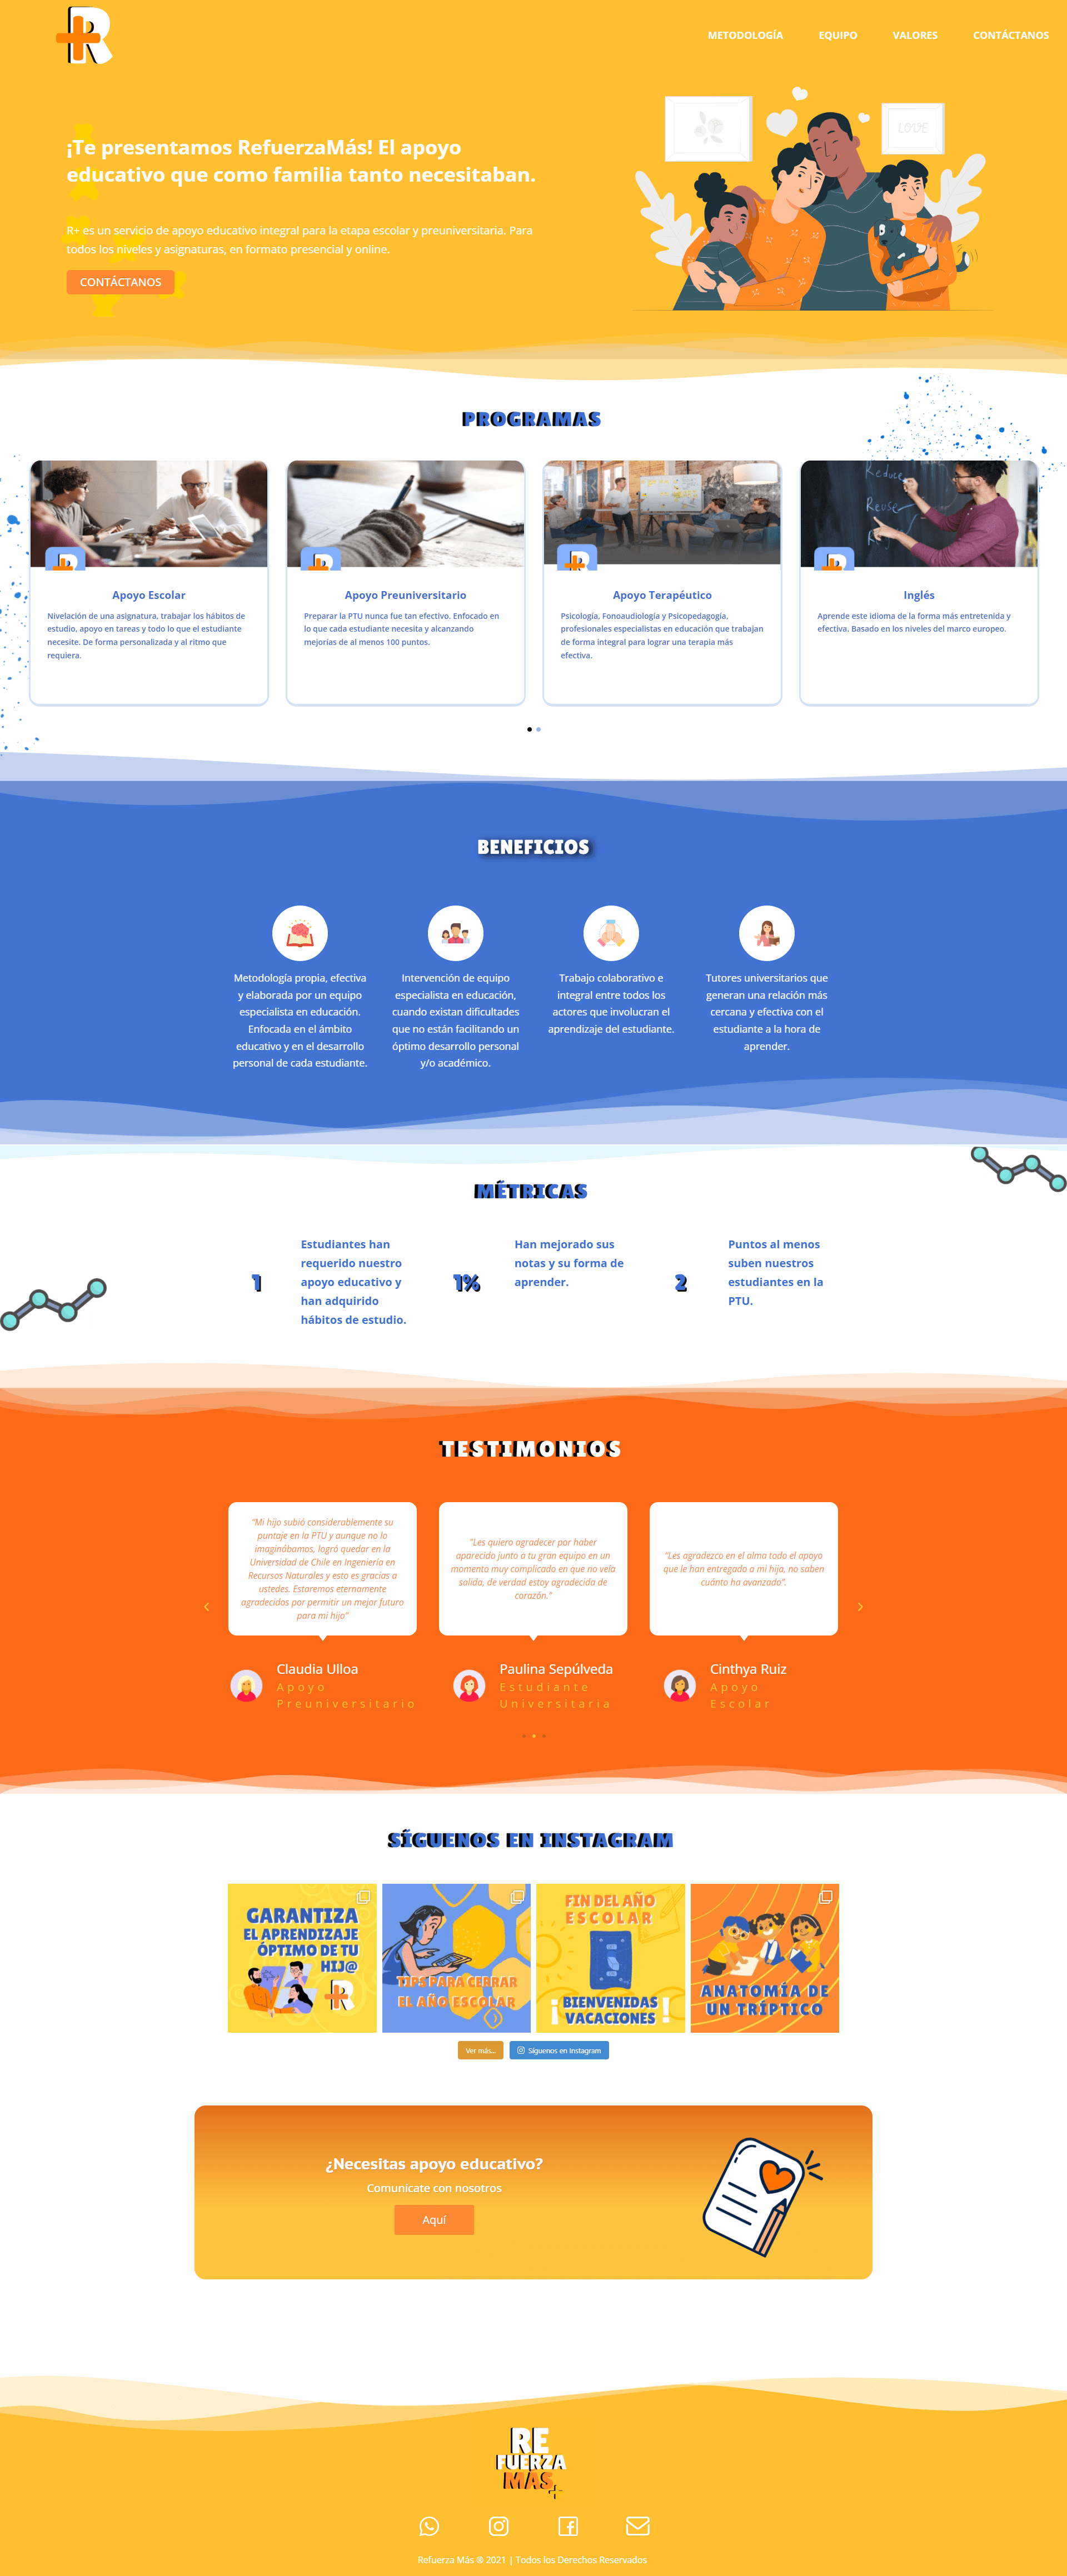 R
METODOLOGÍA
EQUIPO
VALORES
CONTÁCTANOS
LOVE
¡Te presentamos RefuerzaMás! El apoyo
educativo que como familia tanto necesitaban.
R+ es un servicio de apoyo educativo integral para la etapa escolar y preuniversitaria. Para
todos los niveles y asignaturas, en formato presencial y online.
CONTÁCTANOS
PROGRAMAS
Reduce
Reuse
Apoyo Escolar
Nivelación de una asignatura, trabajar los hábitos de
estudio, apoyo en tareas y todo lo que el estudiante
necesite. De forma personalizada y al ritmo que
requiera.
Apoyo Preuniversitario
Preparar la PTU nunca fue tan efectivo. Enfocado en
lo que cada estudiante necesita y alcanzando
mejorías de al menos 100 puntos.
Apoyo Terapéutico
Psicología, Fonoaudiología y Psicopedagogía,
profesionales especialistas en educación que trabajan
de forma integral para lograr una terapia más
efectiva.
Inglés
Aprende este idioma de la forma más entretenida y
efectiva. Basado en los niveles del marco europeo.
BENEFICIOS
Metodología propia, efectiva
y elaborada por un equipo
especialista en educación.
Enfocada en el ámbito
educativo y en el desarrollo
personal de cada estudiante.
Intervención de equipo
especialista en educación,
cuando existan dificultades
que no están facilitando un
óptimo desarrollo personal
y/o académico.
Trabajo colaborativo e
integral entre todos los
actores que involucran el
aprendizaje del estudiante.
Tutores universitarios que
generan una relación más
cercana y efectiva con el
estudiante a la hora de
aprender.
MÉTRICAS
1
Estudiantes han
requerido nuestro
apoyo educativo y
han adquirido
hábitos de estudio.
1%
Han mejorado sus
notas y su forma de
aprender.
2
Puntos al menos
suben nuestros
estudiantes en la
PTU.
TESTIMONIOS
"Mi hijo subió considerablemente su
puntaje en la PTU y aunque no lo
imaginábamos, logró quedar en la
Universidad de Chile en Ingeniería en
Recursos Naturales y esto es gracias a
ustedes. Estaremos eternamente
agradecidos por permitir un mejor futuro
para mi hijo"
Claudia Ulloa
Apoyo
Preuniversitario
"Les quiero agradecer por haber
aparecido junto a tu gran equipo en un
momento muy complicado en que no veía
salida, de verdad estoy agradecida de
corazón."
Paulina Sepúlveda
Estudiante
Universitaria
"Les agradezco en el alma todo el apoyo
que le han entregado a mi hija, no saben
cuánto ha avanzado".
Cinthya Ruiz
Apoyo
Escolar
SÍGUENOS EN INSTAGRAM
GARANTIZA
EL APRENDIZAJE
ÓPTIMO DE TU
HIJ@
R
TIPS PARA CERRAR
EL AÑO ESCOLAR
FIN DEL AÑO
ESCOLAR
¡BIENVENIDAS
VACACIONES!
ANATOMÍA DE
UN TRÍPTICO
Ver más...
Síguenos en Instagram
¿Necesitas apoyo educativo?
Comunícate con nosotros
Aquí
RE
FUERZA
MAS+
Refuerza Más ® 2021 | Todos los Derechos Reservados